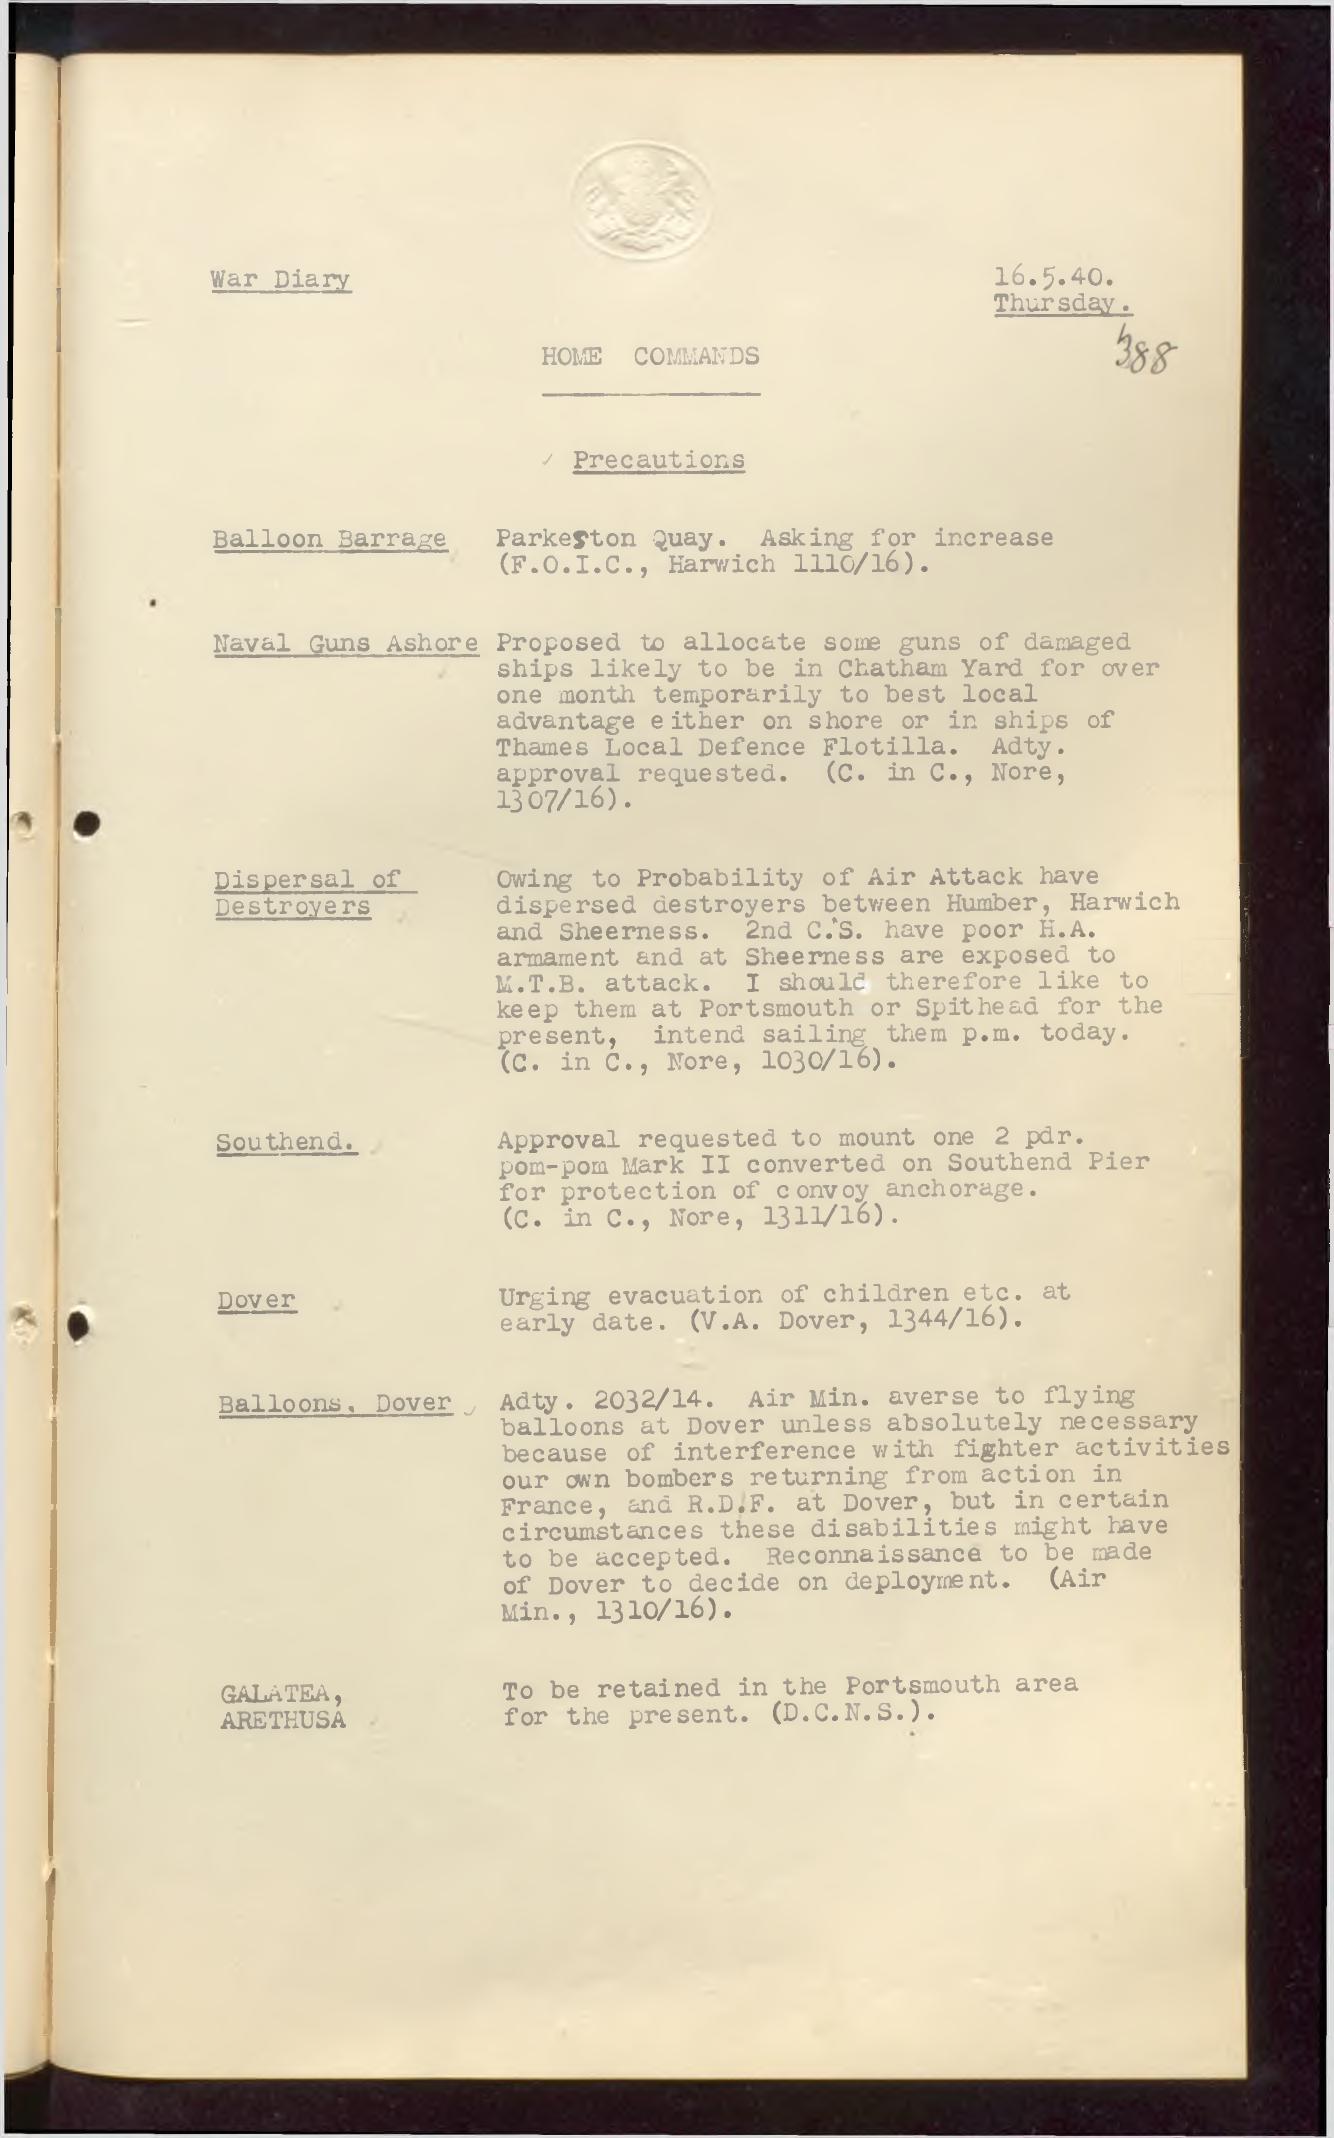 War Diary
16.5.40.
Thursday.
388
HOME COMMANDS
Precautions
Balloon Barrage
Parkeston Quay. Asking for increase
(F.O.I.C., Harwich 1110/16).
Naval Guns Ashore
Proposed to allocate some guns of damaged
ships likely to be in Chatham Yard for over
one month temporarily to best local
advantage either on shore or in ships of
Thames Local Defence Flotilla. Adty.
approval requested. (C. in C., Nore,
1307/16).
Dispersal of
Destroyers
Owing to Probability of Air Attack have
dispersed destroyers between Humber, Harwich
and Sheerness. 2nd C.S. have poor H.A.
armament and at Sheerness are exposed to
M.T.B. attack. I should therefore like to
keep them at Portsmouth or Spithead for the
present, intend sailing them p.m. today.
(C. in C., Nore, 1030/16).
Southend.
Approval requested to mount one 2 pdr.
pom-pom Mark II converted on Southend Pier
for protection of convoy anchorage.
(C. in C., Nore, 1311/16).
Dover
Urging evacuation of children etc. at
early date. (V.A. Dover, 1344/16).
Balloons. Dover
Adty. 2032/14. Air Min. averse to flying
balloons at Dover unless absolutely necessary
because of interference with fighter activities
our own bombers returning from action in
France, and R.D.F. at Dover, but in certain
circumstances these disabilities might have
to be accepted. Reconnaissance to be made
of Dover to decide on deployment. (Air
Min., 1310/16).
GALATEA,
ARETHUSA
To be retained in the Portsmouth area
for the present. (D.C.N.S.).